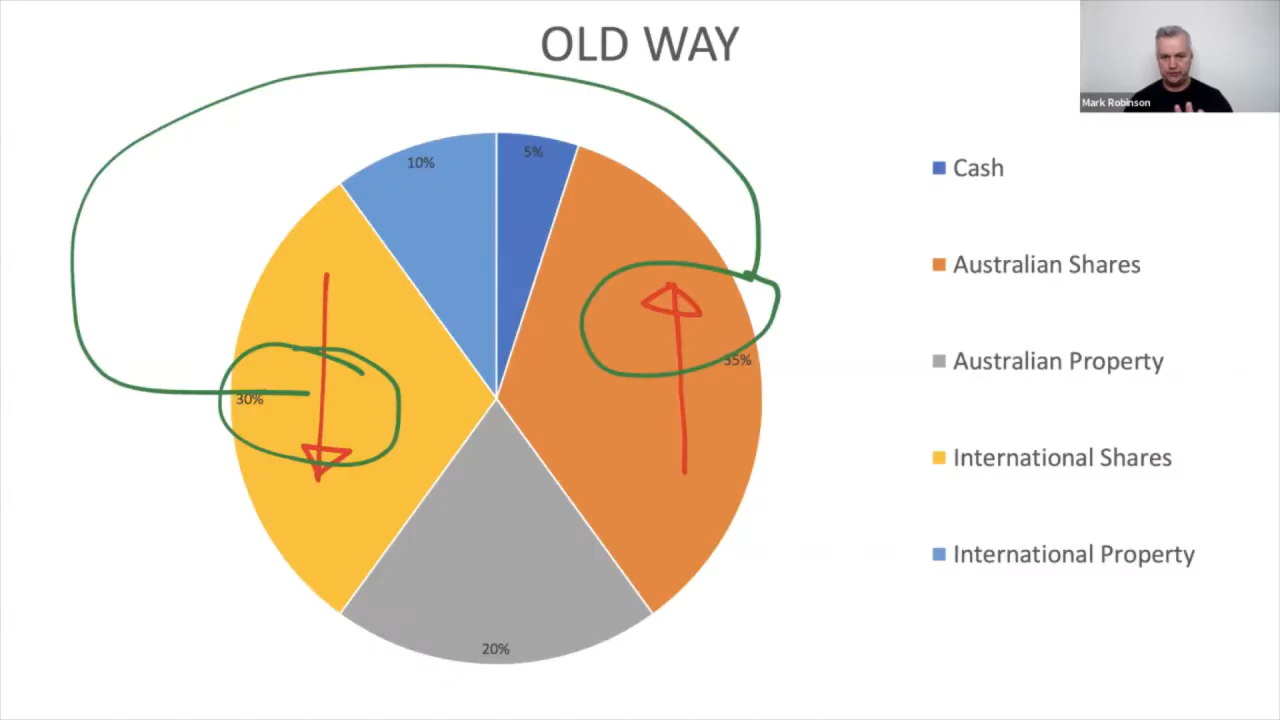 OLD WAY
Mark Robinson
10%
5%
35%
30%
20%
Cash
Australian Shares
Australian Property
International Shares
International Property